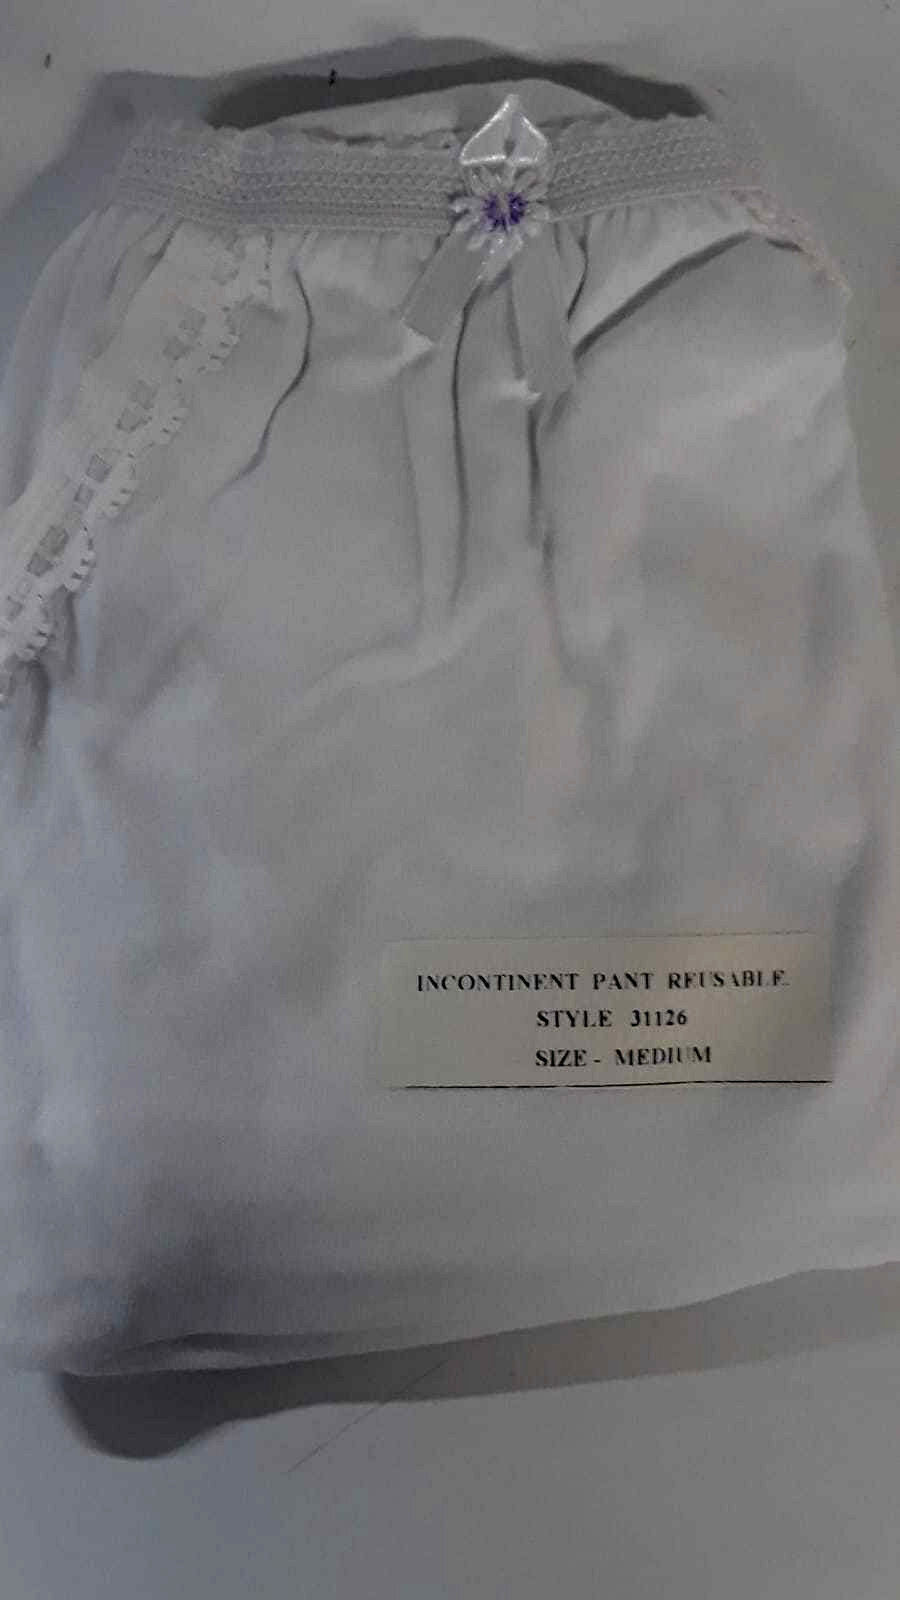 INCONTINENT PANT REUSABLE.
STYLE 31126
SIZE - MEDIUM